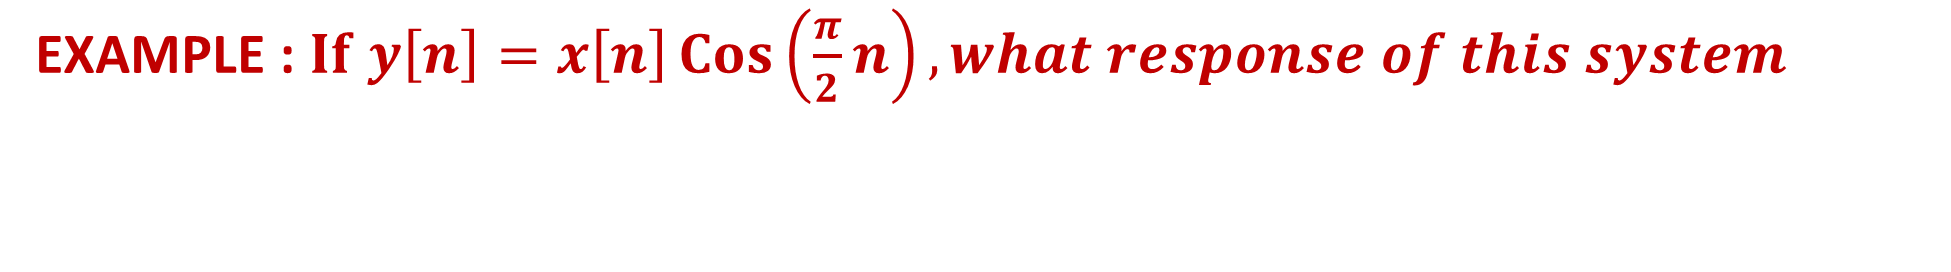 EXAMPLE : If y[n] = x[n] Cos (π/2 n), what response of this system